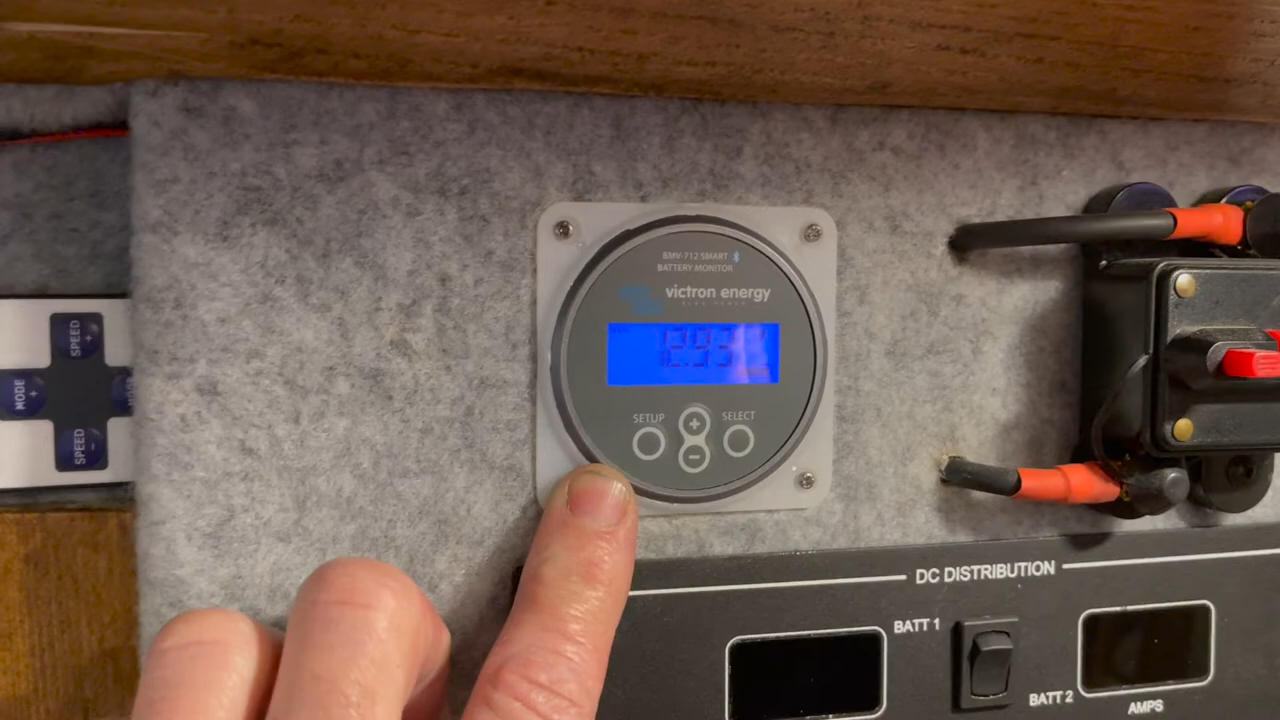 BMV-712 SMART
BATTERY MONITOR
victron energy
SETUP
+
SELECT
-
SPEED
+
MODE
+
SPEED
-
DC DISTRIBUTION
BATT 1
BATT 2
AMPS